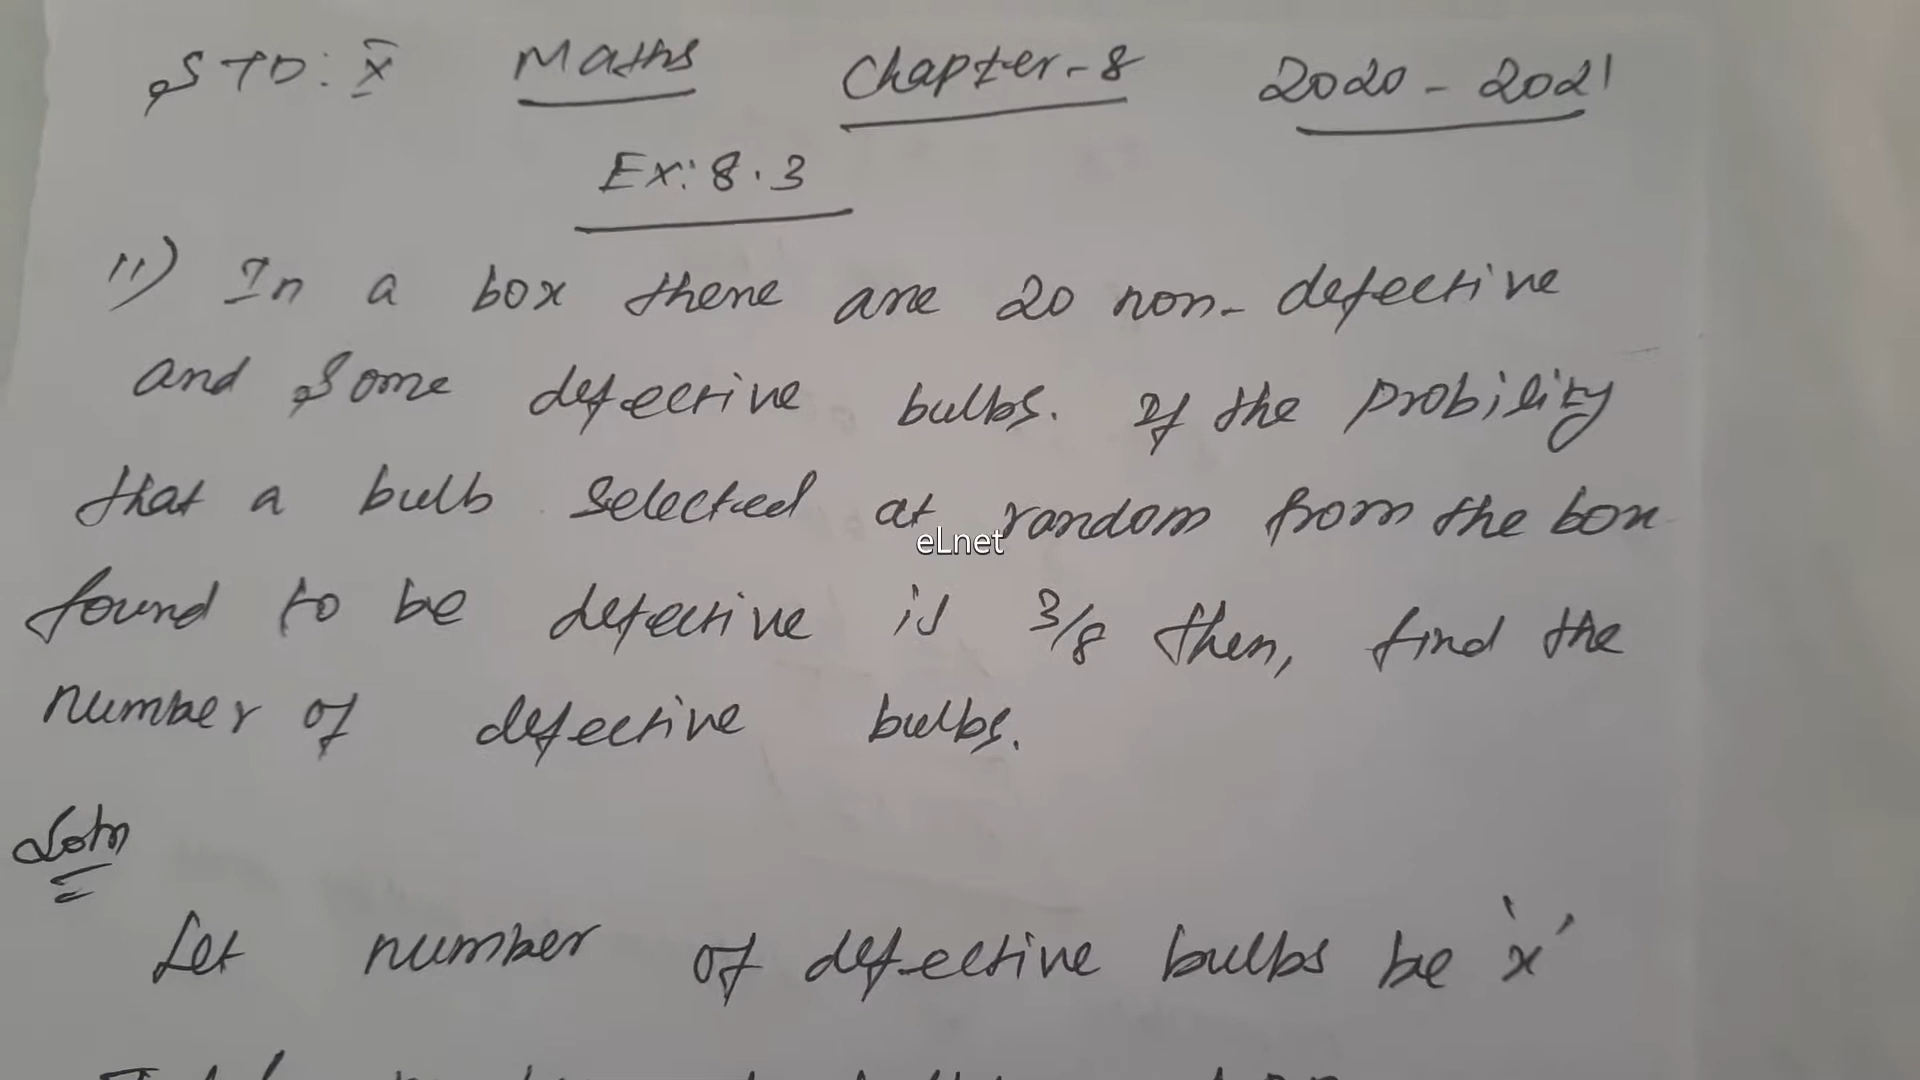 STD: X Maths Chapter-8 2020-2021
Ex: 8.3
11) In a box there are 20 non-defective
and some defective bulbs. If the probility
that a bulb selected at random from the box
eLnet
found to be defective is 3/8 then, find the
number of defective bulbs.
Soln
Let number of defective bulbs be 'x'